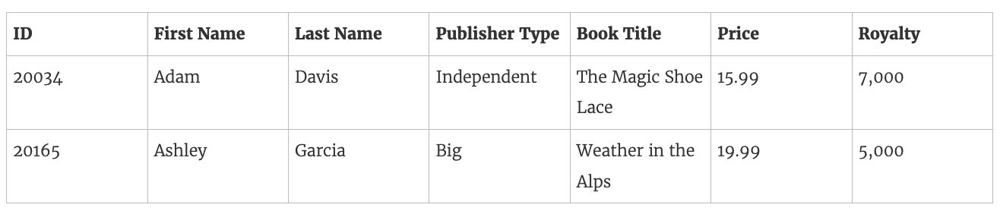 ID First Name Last Name Publisher Type Book Title Price Royalty
20034 Adam Davis Independent The Magic Shoe 15.99 7,000
Lace
20165 Ashley Garcia Big Weather in the 19.99 5,000
Alps